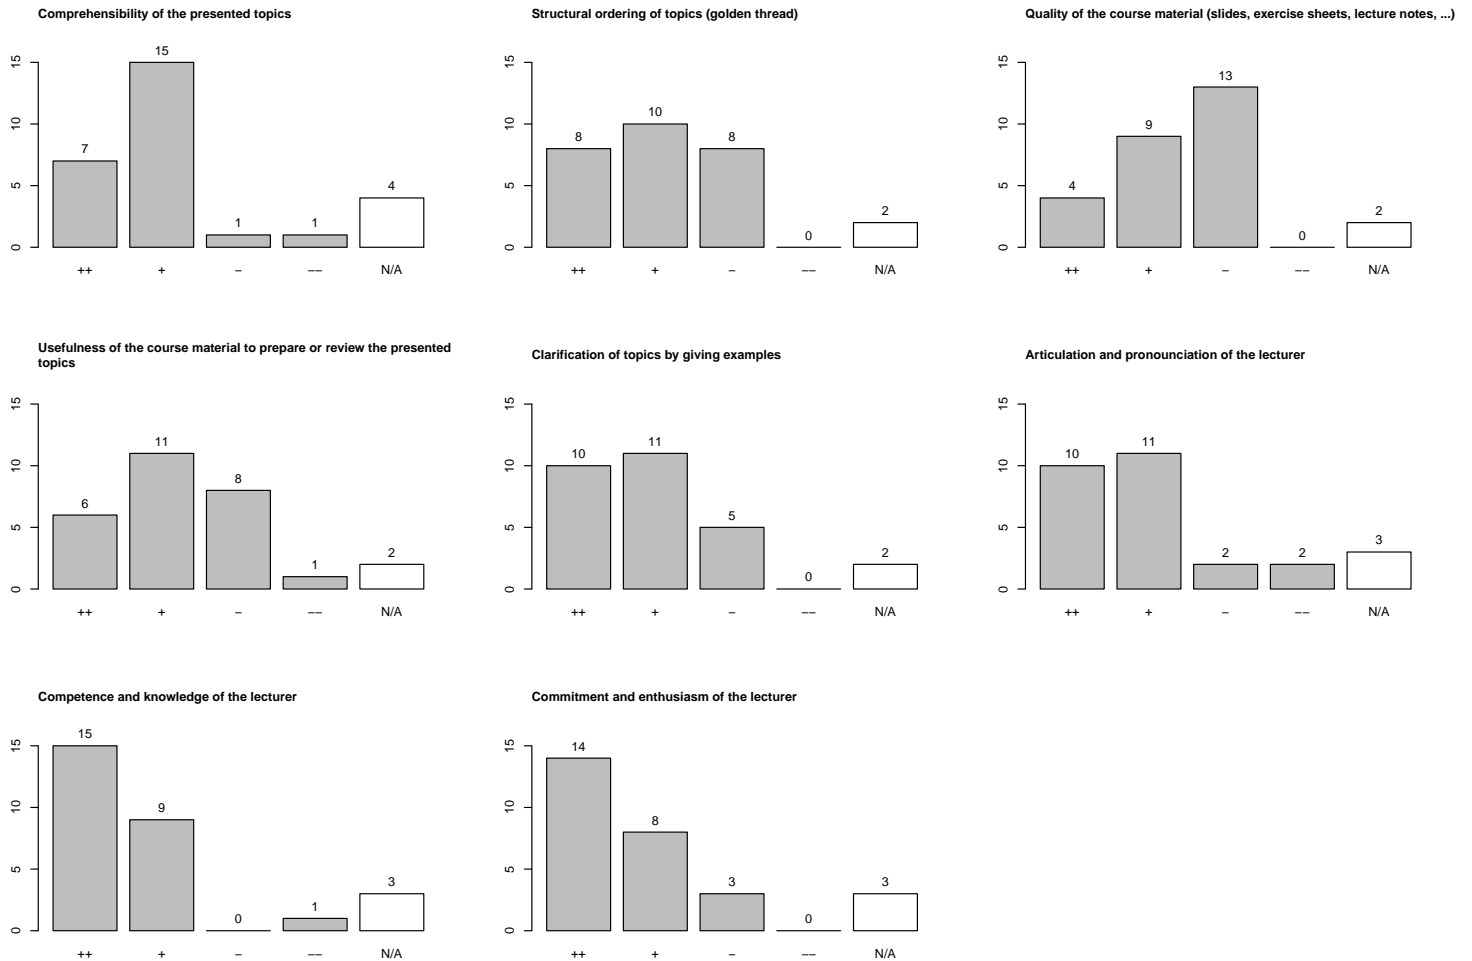 Comprehensibility of the presented topics
15
7
1
1
4
0 5 10 15
++ + – –– N/A
Structural ordering of topics (golden thread)
8
10
8
0
2
0 5 10 15
++ + – –– N/A
Quality of the course material (slides, exercise sheets, lecture notes, ...)
4
9
13
0
2
0 5 10 15
++ + – –– N/A
Usefulness of the course material to prepare or review the presented
topics
6
11
8
1
2
0 5 10 15
++ + – –– N/A
Clarification of topics by giving examples
10
11
5
0
2
0 5 10 15
++ + – –– N/A
Articulation and pronounciation of the lecturer
10
11
2
2
3
0 5 10 15
++ + – –– N/A
Competence and knowledge of the lecturer
15
9
0
1
3
0 5 10 15
++ + – –– N/A
Commitment and enthusiasm of the lecturer
14
8
3
0
3
0 5 10 15
++ + – –– N/A